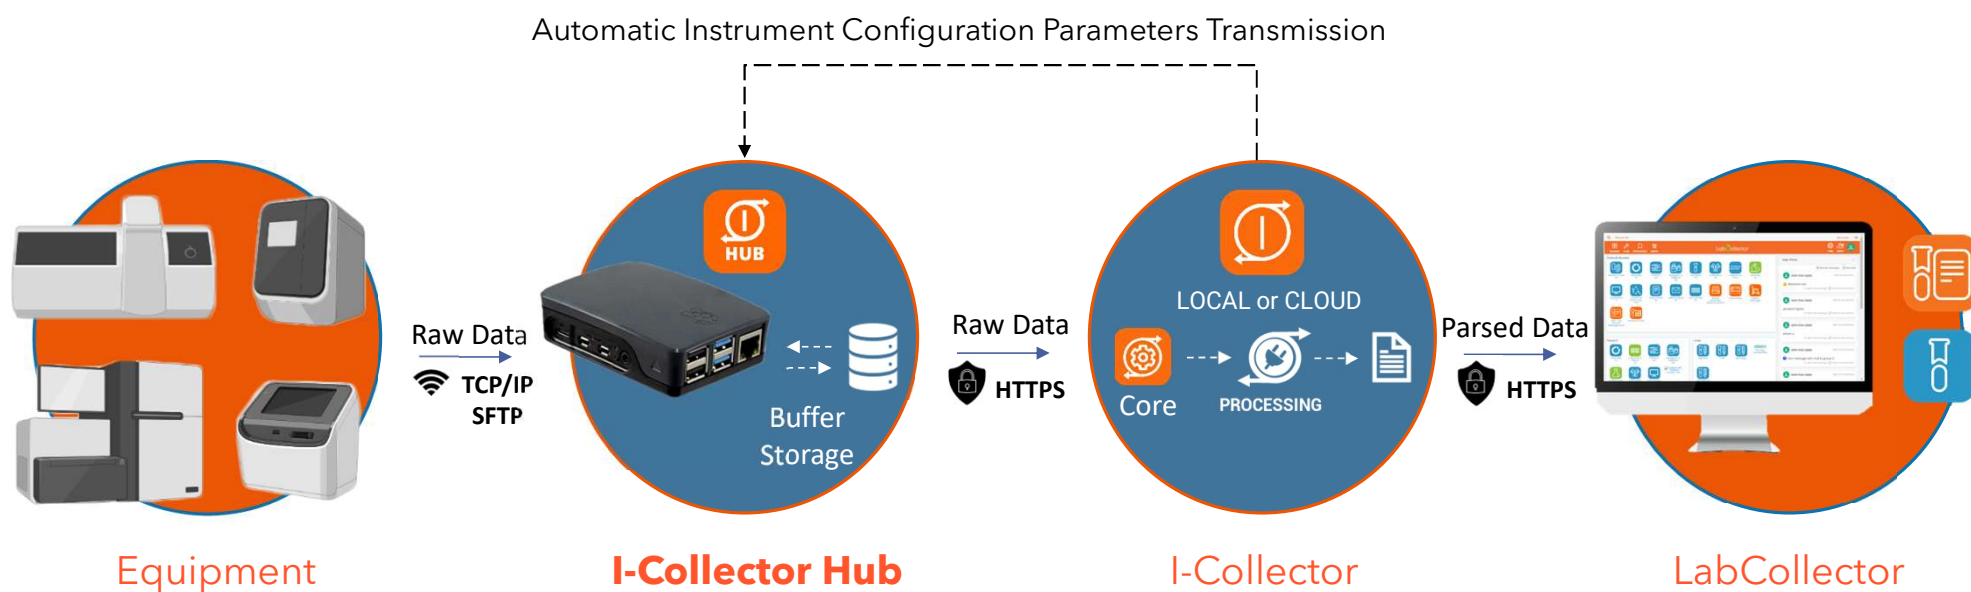 Automatic Instrument Configuration Parameters Transmission
HUB
Raw Data
TCP/IP
SFTP
Buffer
Storage
Raw Data
HTTPS
LOCAL or CLOUD
Core
PROCESSING
Parsed Data
HTTPS
LabCollector
Equipment
I-Collector Hub
I-Collector
LabCollector